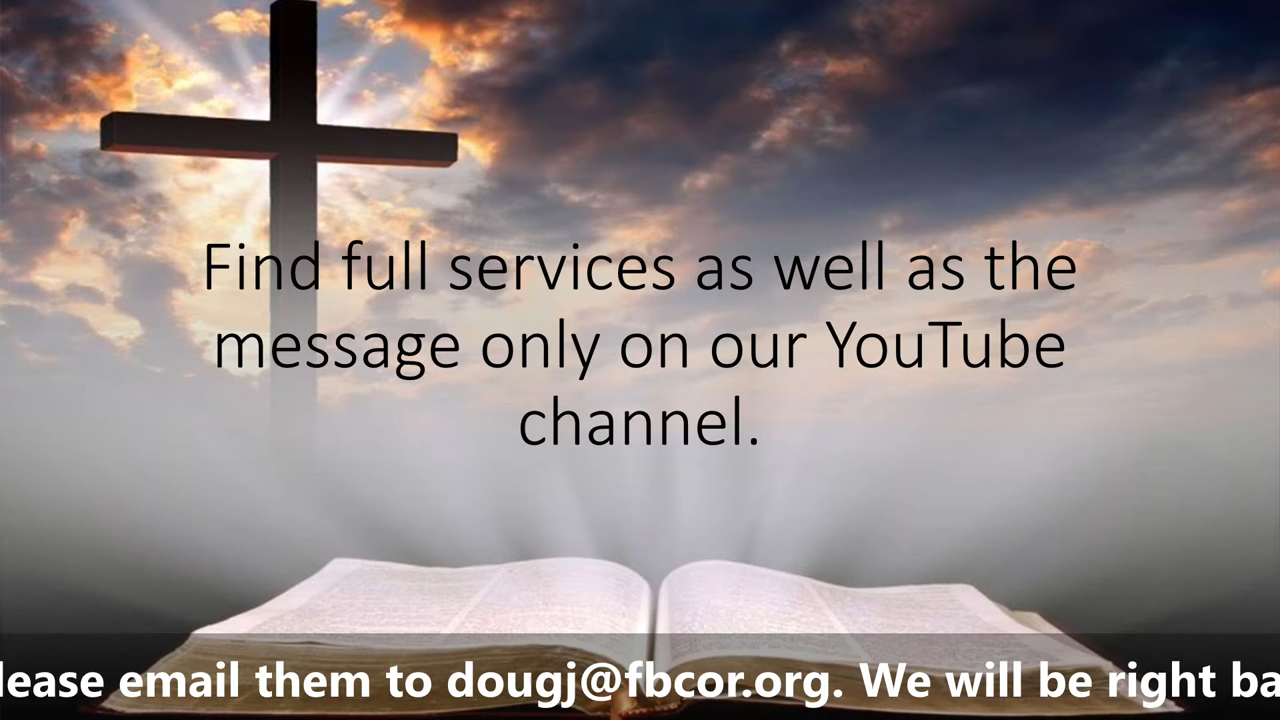 Find full services as well as the
message only on our YouTube
channel.
lease email them to dougj@fbcor.org. We will be right ba